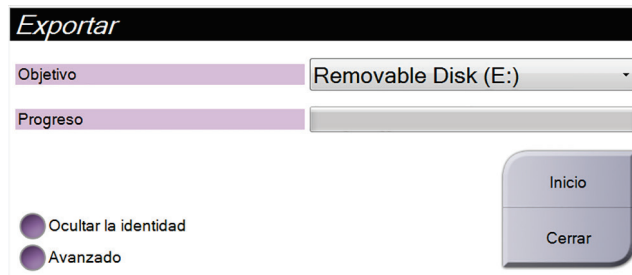 Exportar
Objetivo
Removable Disk (E:)
Progreso
Inicio
Ocultar la identidad
Cerrar
Avanzado